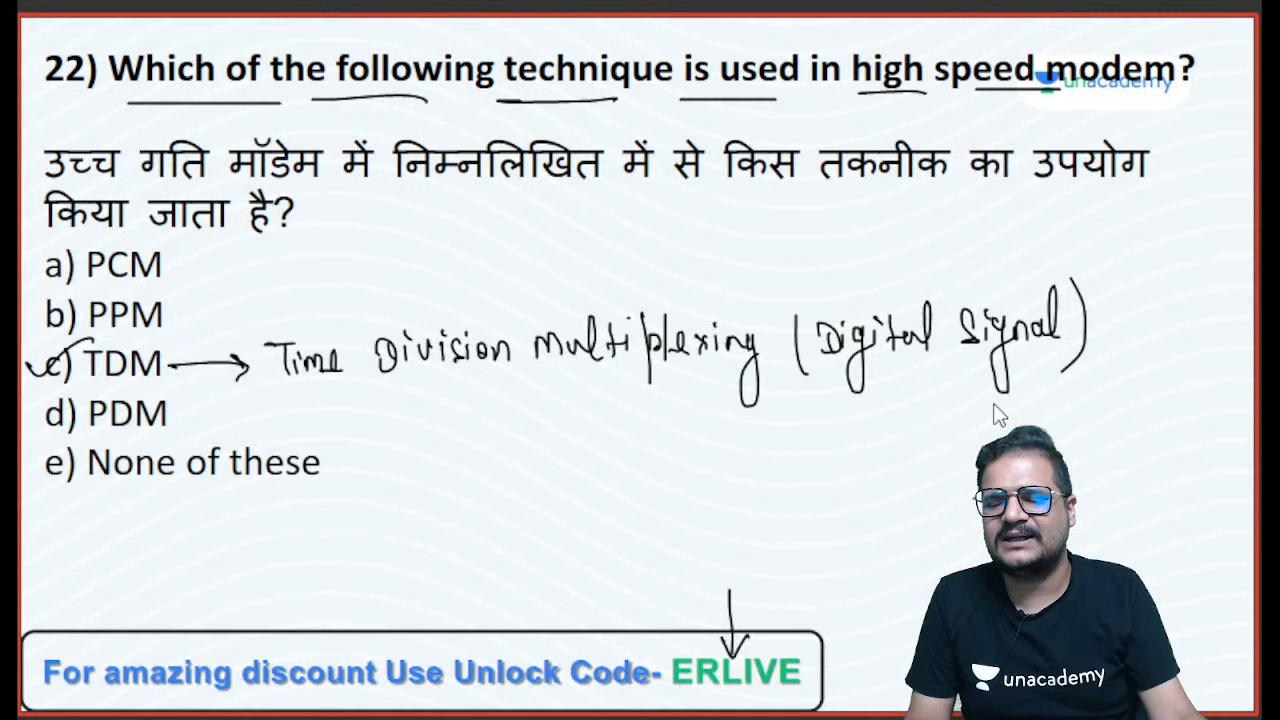 22) Which of the following technique is used in high speed modem?
unacademy
उच्च गति मॉडेम में निम्नलिखित में से किस तकनीक का उपयोग
किया जाता है?
a) PCM
b) PPM
c) TDM → Time Division Multiplexing (Digital Signal)
d) PDM
e) None of these
For amazing discount Use Unlock Code- ERLIVE
unacademy